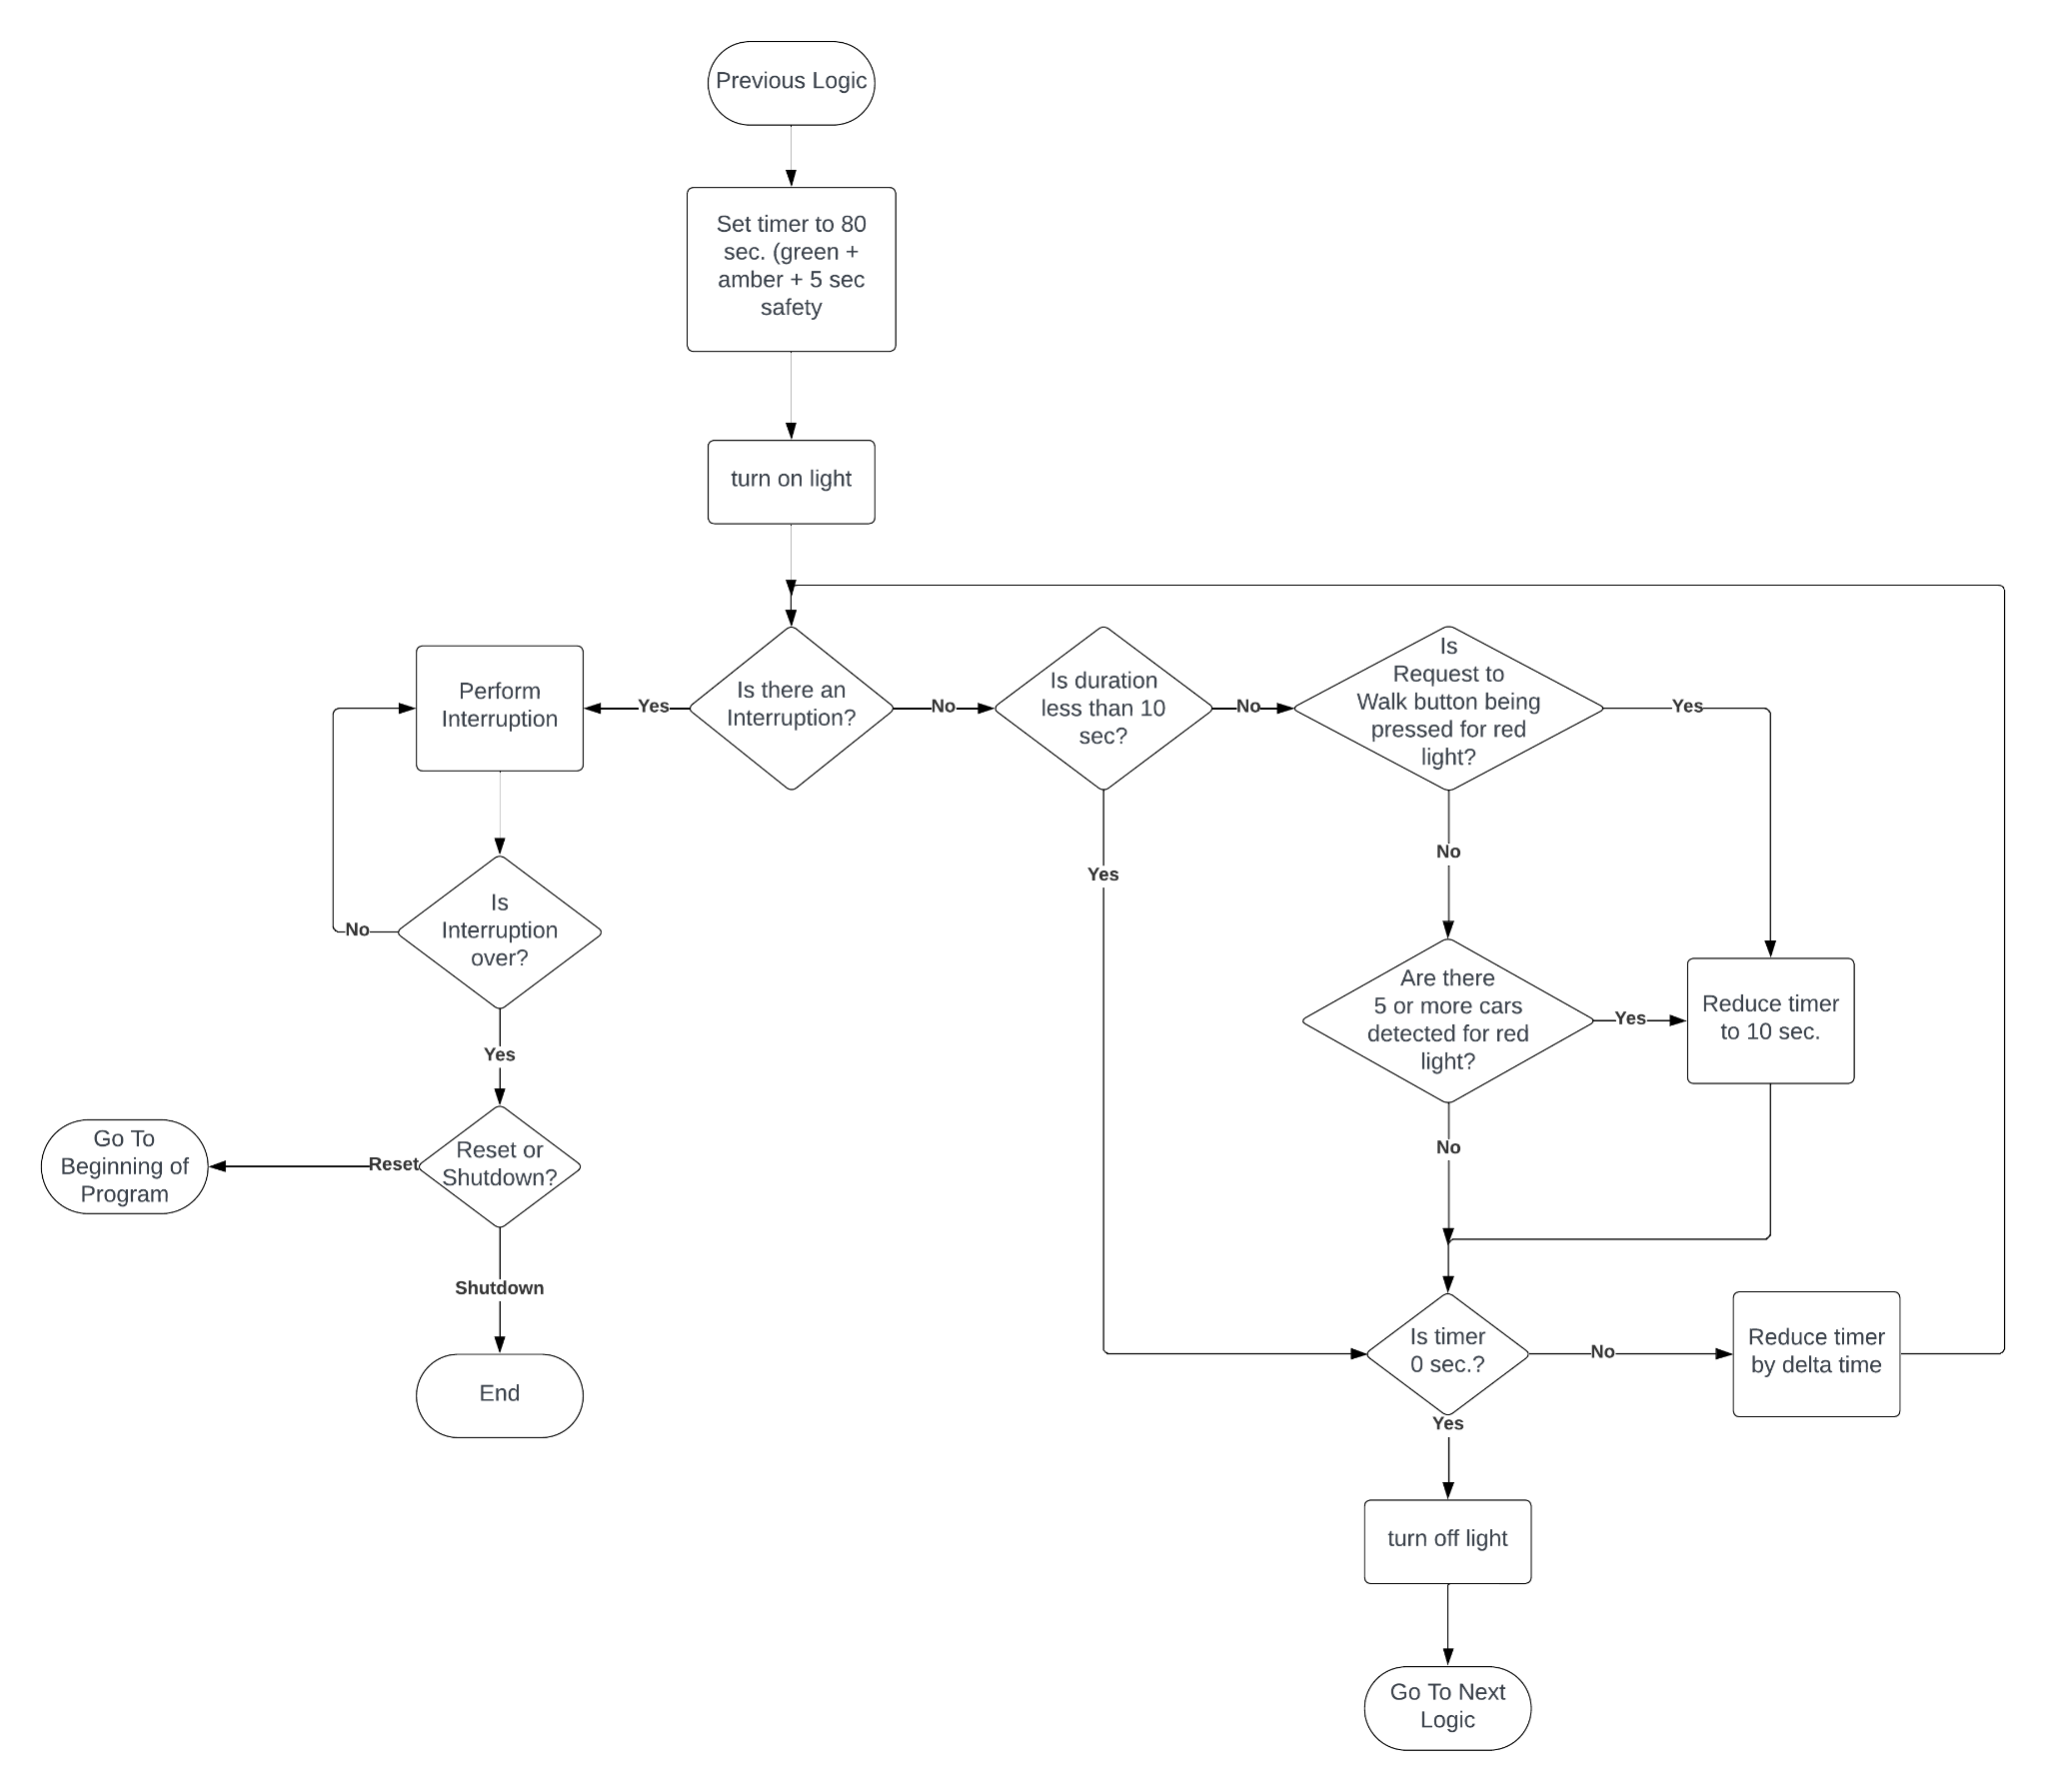 Previous Logic
Set timer to 80
sec. (green +
amber + 5 sec
safety
turn on light
Perform
Interruption
Yes
Is there an
Interruption?
No
Is duration
less than 10
sec?
No
Is
Request to
Walk button being
pressed for red
light?
Yes
No
Yes
Is
Interruption
over?
No
Are there
5 or more cars
detected for red
light?
Yes
Reduce timer
to 10 sec.
Yes
No
Go To
Beginning of
Program
Reset
Reset or
Shutdown?
Shutdown
Is timer
0 sec.?
No
Reduce timer
by delta time
End
Yes
turn off light
Go To Next
Logic